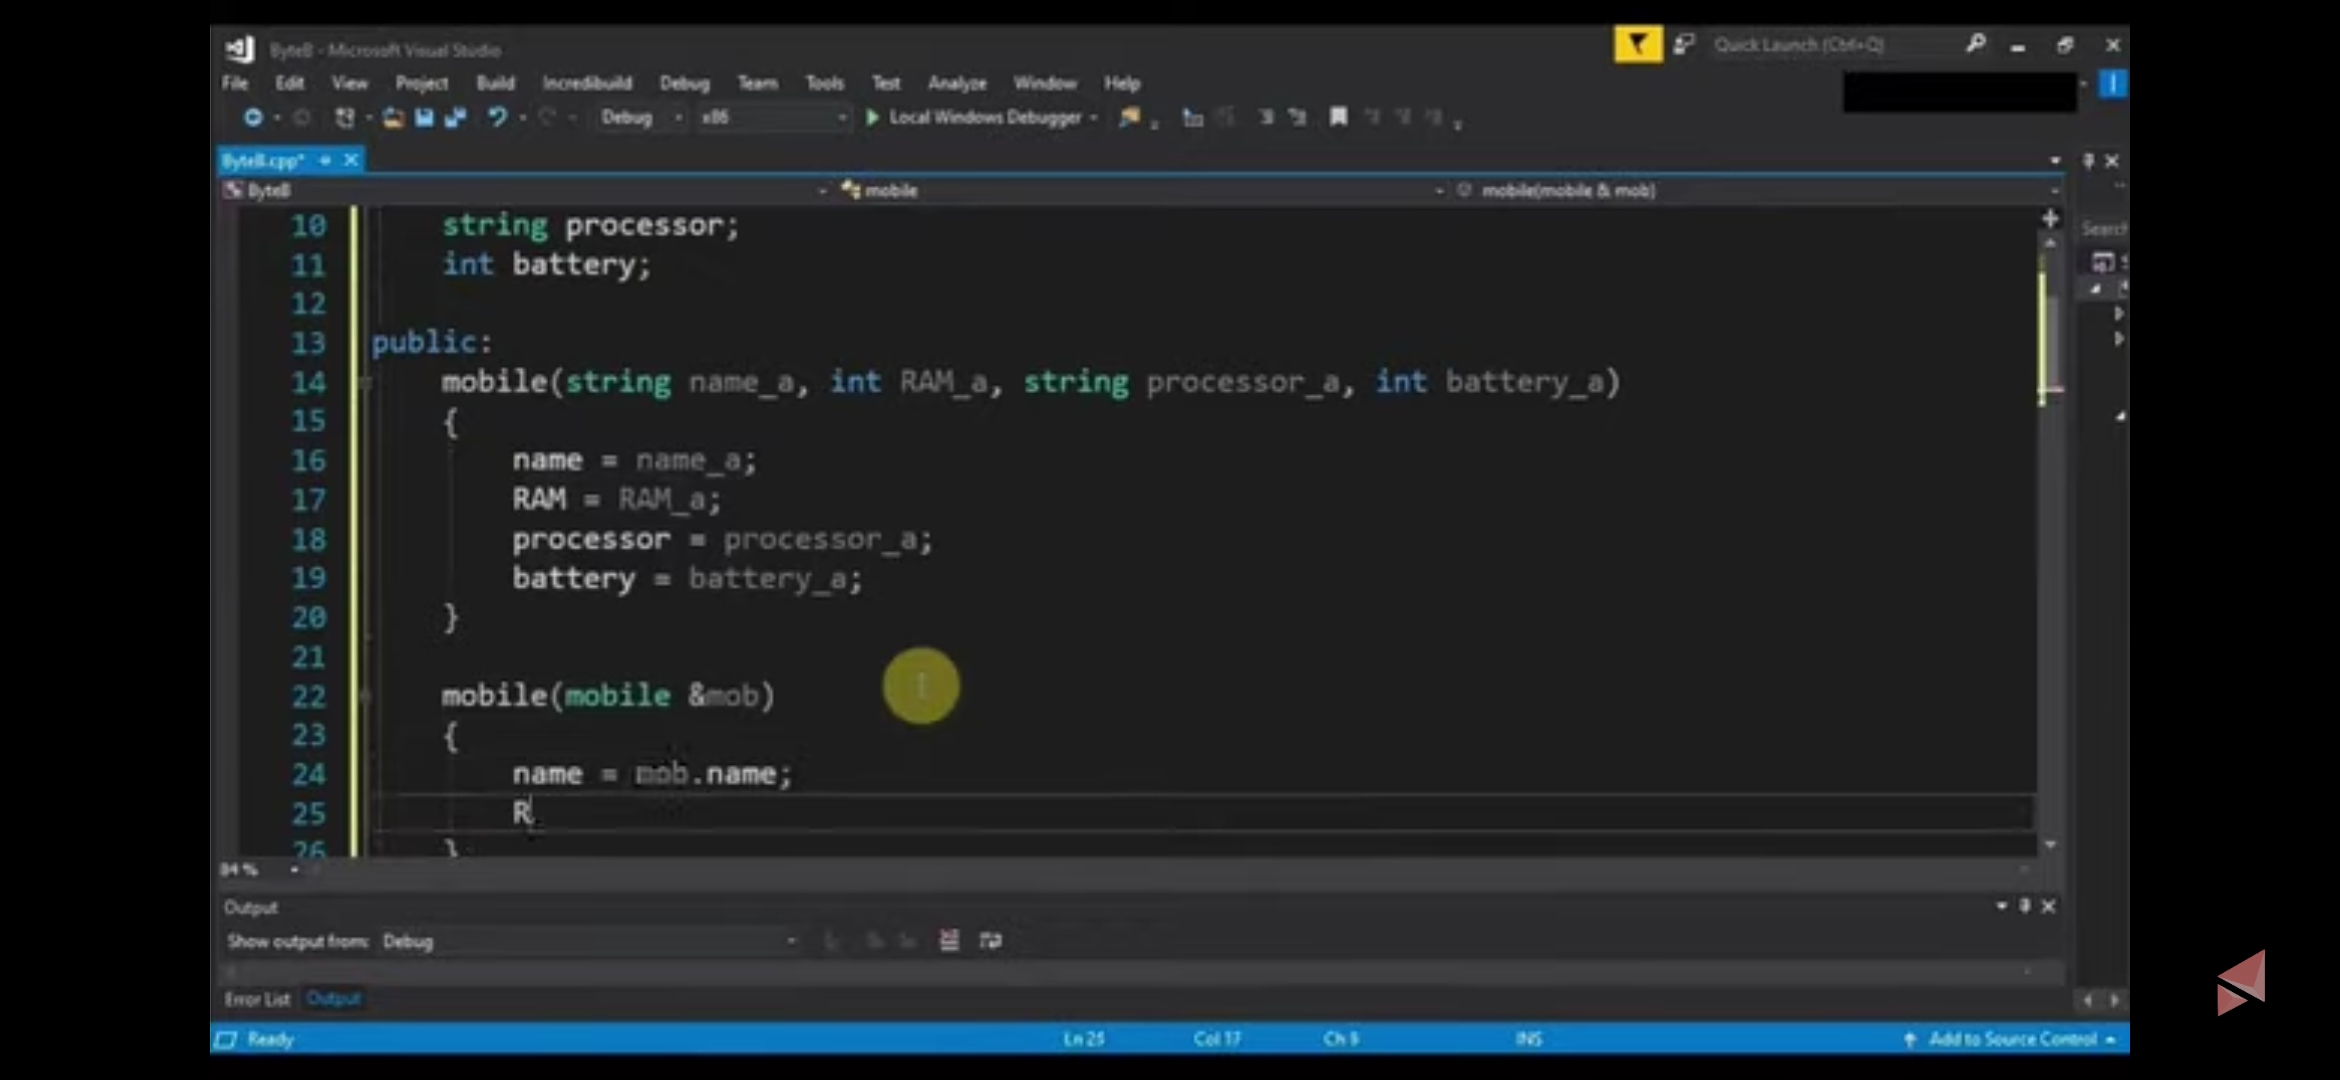 ByteB - Microsoft Visual Studio
Quick Launch (Ctrl+Q)
File Edit View Project Build Incredibuild Debug Team Tools Test Analyze Window Help
Debug x86 Local Windows Debugger
ByteB.cpp*
ByteB mobile mobile(mobile & mob)
10 string processor;
Search
11 int battery;
12
13 public:
14 mobile(string name_a, int RAM_a, string processor_a, int battery_a)
15 {
16 name = name_a;
17 RAM = RAM_a;
18 processor = processor_a;
19 battery = battery_a;
20 }
21
22 mobile(mobile &mob)
23 {
24 name = mob.name;
25 R
26 }
84 %
Output
Show output from: Debug
Error List Output
Ready Ln 25 Col 17 Ch 9 INS Add to Source Control